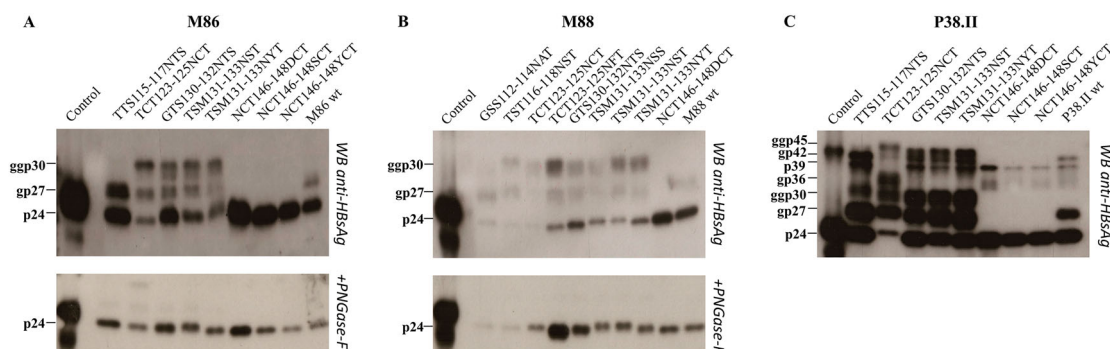 A
M86
Control
TTS115-117NTS
TCT123-125NCT
GTS130-132NTS
TSM131-133NST
TSM131-133NYT
NCT146-148DCT
NCT146-148SCT
NCT146-148YCT
M86 wt
ggp30
gp27
p24
WB anti-HBsAg
p24
+PNGase-F
B
M88
Control
GSS112-114NAT
TST116-118NST
TCT123-125NCT
TCT123-125NFT
GTS130-132NTS
TSM131-133NSS
TSM131-133NST
TSM131-133NYT
NCT146-148DCT
M88 wt
ggp30
gp27
p24
WB anti-HBsAg
p24
+PNGase-F
C
P38.II
Control
TTS115-117NTS
TCT123-125NCT
GTS130-132NTS
TSM131-133NST
TSM131-133NYT
NCT146-148DCT
NCT146-148SCT
NCT146-148YCT
P38.II wt
ggp45
gp42
p39
gp36
ggp30
gp27
p24
WB anti-HBsAg